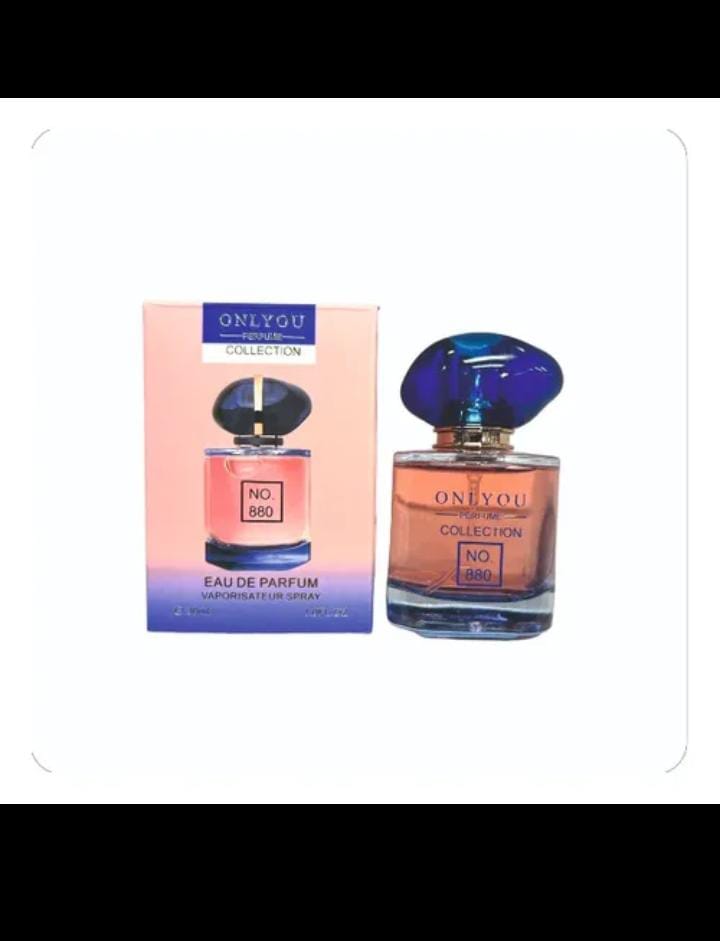 ONLYOU
PERFUME
COLLECTION
NO.
880
EAU DE PARFUM
VAPORISATEUR SPRAY
ONLYOU
PERFUME
COLLECTION
NO.
880